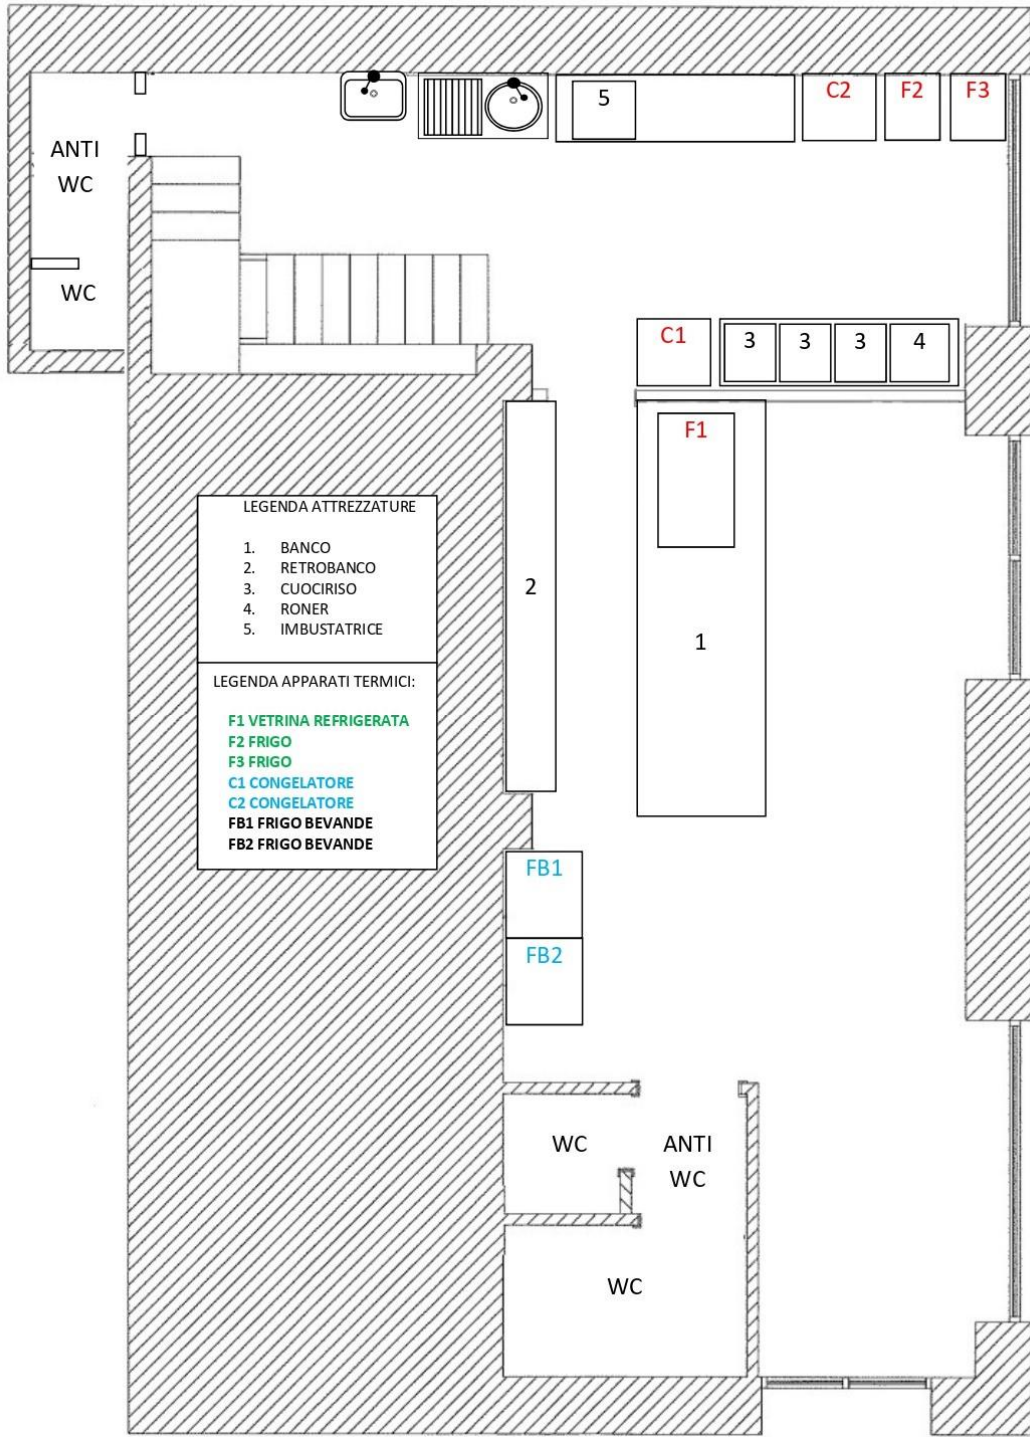 5
C2
F2
F3
ANTI
WC
WC
C1
3
3
3
4
F1
LEGENDA ATTREZZATURE
1. BANCO
2. RETROBANCO
3. CUOCIRISO
4. RONER
5. IMBUSTATRICE
2
1
LEGENDA APPARATI TERMICI:
F1 VETRINA REFRIGERATA
F2 FRIGO
F3 FRIGO
C1 CONGELATORE
C2 CONGELATORE
FB1 FRIGO BEVANDE
FB2 FRIGO BEVANDE
FB1
FB2
WC
ANTI
WC
WC